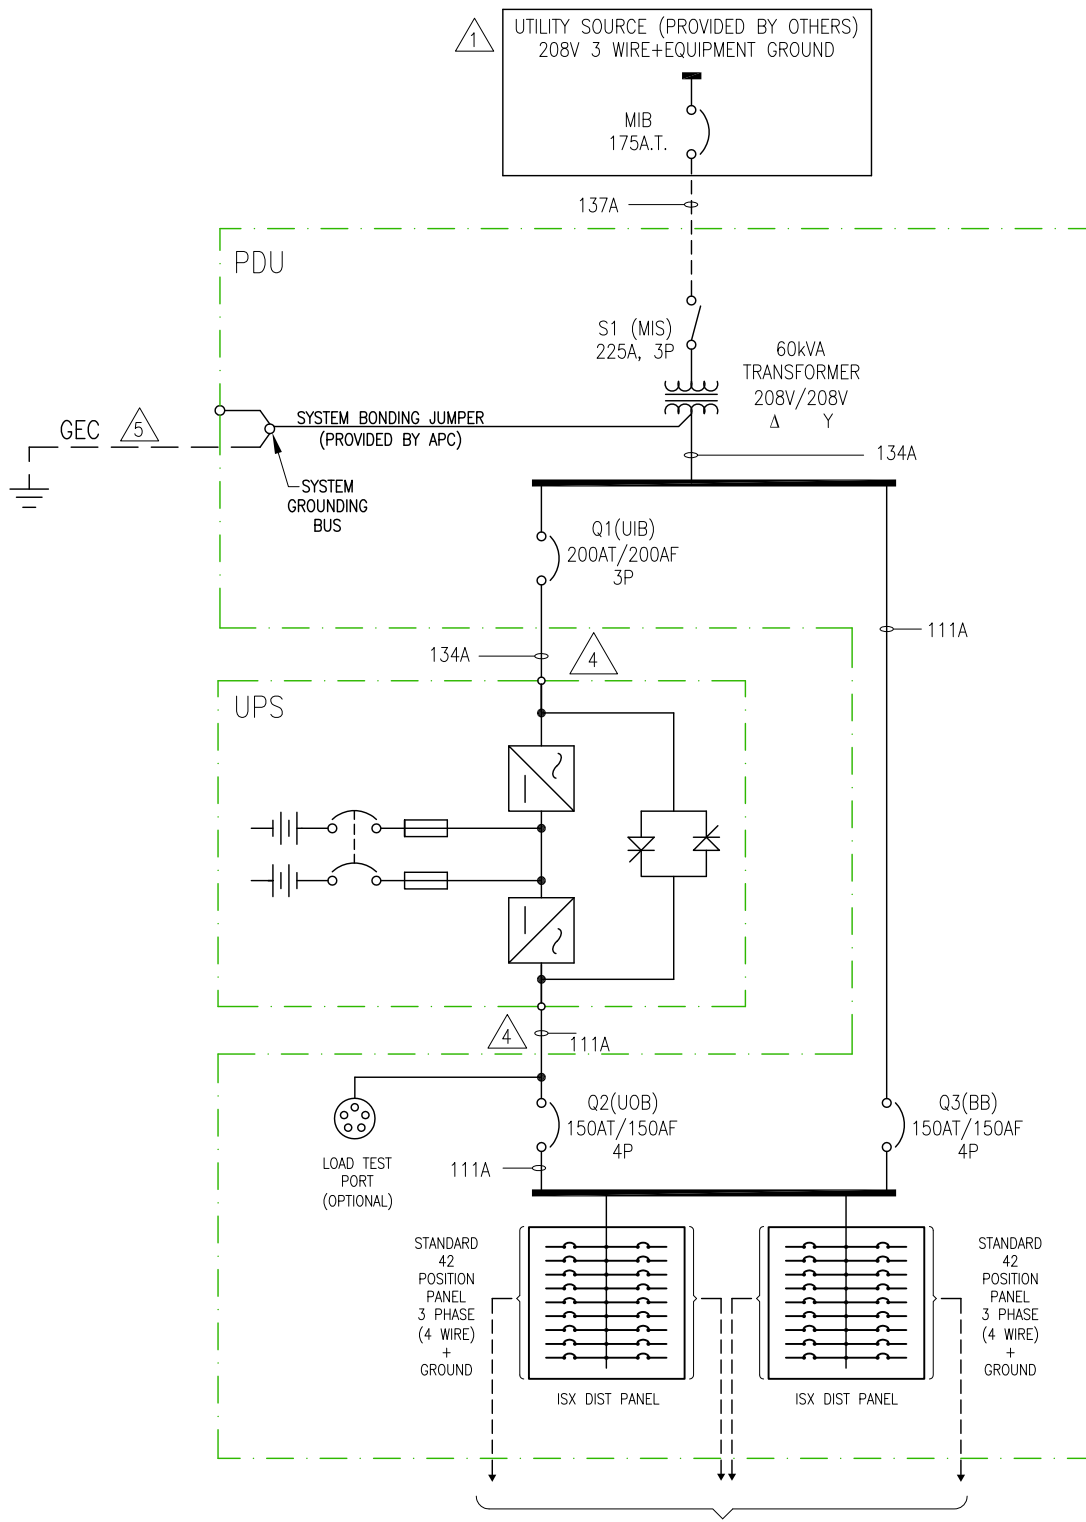 UTILITY SOURCE (PROVIDED BY OTHERS)
208V 3 WIRE+EQUIPMENT GROUND
1
MIB
175A.T.
137A
PDU
S1 (MIS)
225A, 3P
60kVA
TRANSFORMER
208V/208V
Δ Y
SYSTEM BONDING JUMPER
(PROVIDED BY APC)
GEC
5
134A
SYSTEM
GROUNDING
BUS
Q1(UIB)
200AT/200AF
3P
111A
134A
4
UPS
4
111A
Q2(UOB)
150AT/150AF
4P
Q3(BB)
150AT/150AF
4P
LOAD TEST
PORT
(OPTIONAL)
111A
STANDARD
42
POSITION
PANEL
3 PHASE
(4 WIRE)
+
GROUND
STANDARD
42
POSITION
PANEL
3 PHASE
(4 WIRE)
+
GROUND
ISX DIST PANEL
ISX DIST PANEL